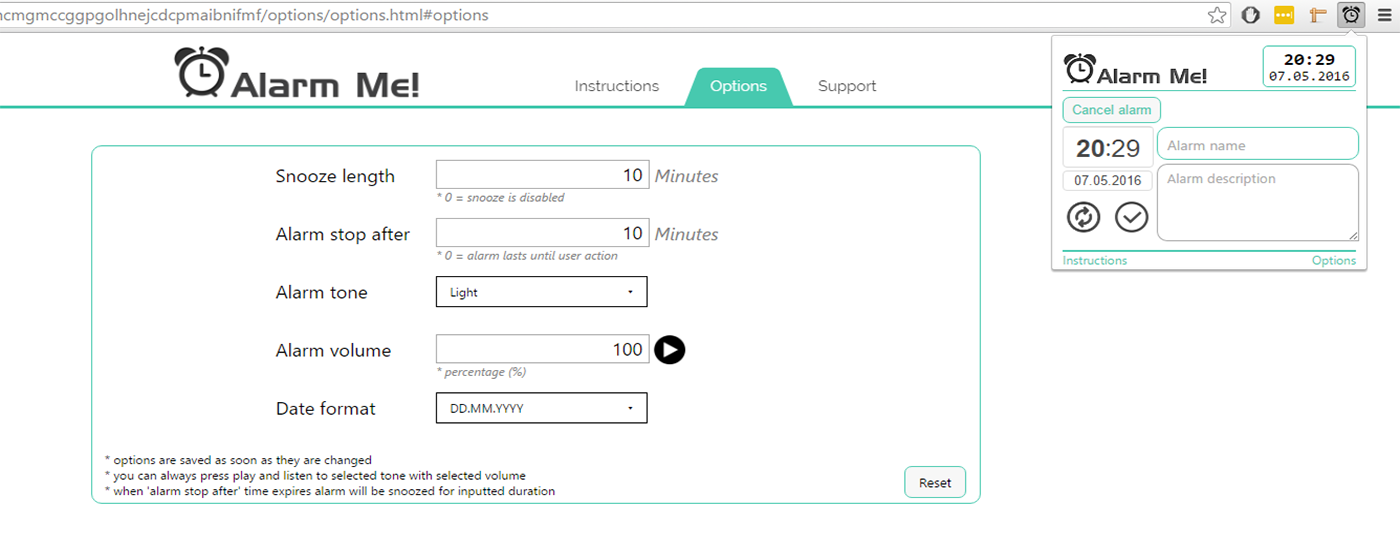 ncmgmccggpgolhnejcdcpmaibnifmf/options/options.html#options
Alarm Me!
Instructions
Options
Support
Snooze length
10
Minutes
* 0 = snooze is disabled
Alarm stop after
10
Minutes
* 0 = alarm lasts until user action
Alarm tone
Light
Alarm volume
100
* percentage (%)
Date format
DD.MM.YYYY
* options are saved as soon as they are changed
* you can always press play and listen to selected tone with selected volume
* when 'alarm stop after' time expires alarm will be snoozed for inputted duration
Reset
Alarm Me!
20:29
07.05.2016
Cancel alarm
20:29
Alarm name
07.05.2016
Alarm description
Instructions
Options